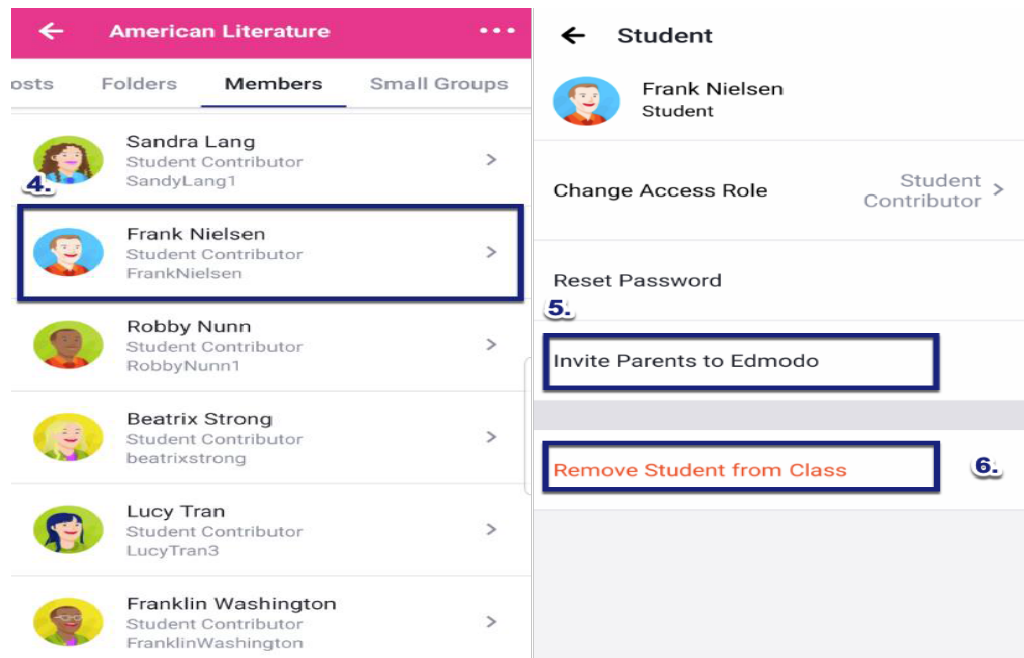 American Literature
osts Folders Members Small Groups
Sandra Lang
Student Contributor
SandyLang1
4.
Frank Nielsen
Student Contributor
FrankNielsen
Robby Nunn
Student Contributor
RobbyNunn1
Beatrix Strong
Student Contributor
beatrixstrong
Lucy Tran
Student Contributor
LucyTran3
Franklin Washington
Student Contributor
FranklinWashington
Student
Frank Nielsen
Student
Change Access Role
Student
Contributor
Reset Password
5.
Invite Parents to Edmodo
Remove Student from Class
6.